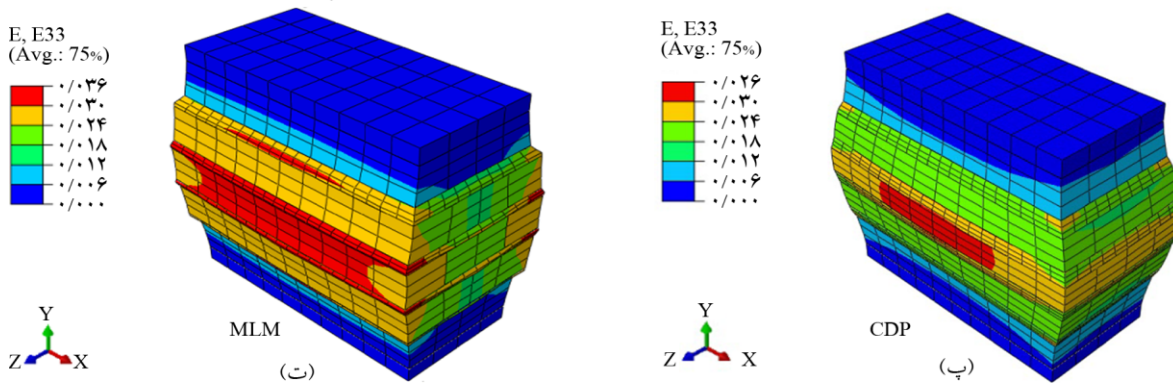 E, E33
(Avg.: 75%)
۰/۰۳۶
۰/۰۳۰
۰/۰۲۴
۰/۰۱۸
۰/۰۱۲
۰/۰۰۶
۰/۰۰۰
Y
Z
X
MLM
(ت)
E, E33
(Avg.: 75%)
۰/۰۲۶
۰/۰۳۰
۰/۰۲۴
۰/۰۱۸
۰/۰۱۲
۰/۰۰۶
۰/۰۰۰
Y
Z
X
CDP
(پ)